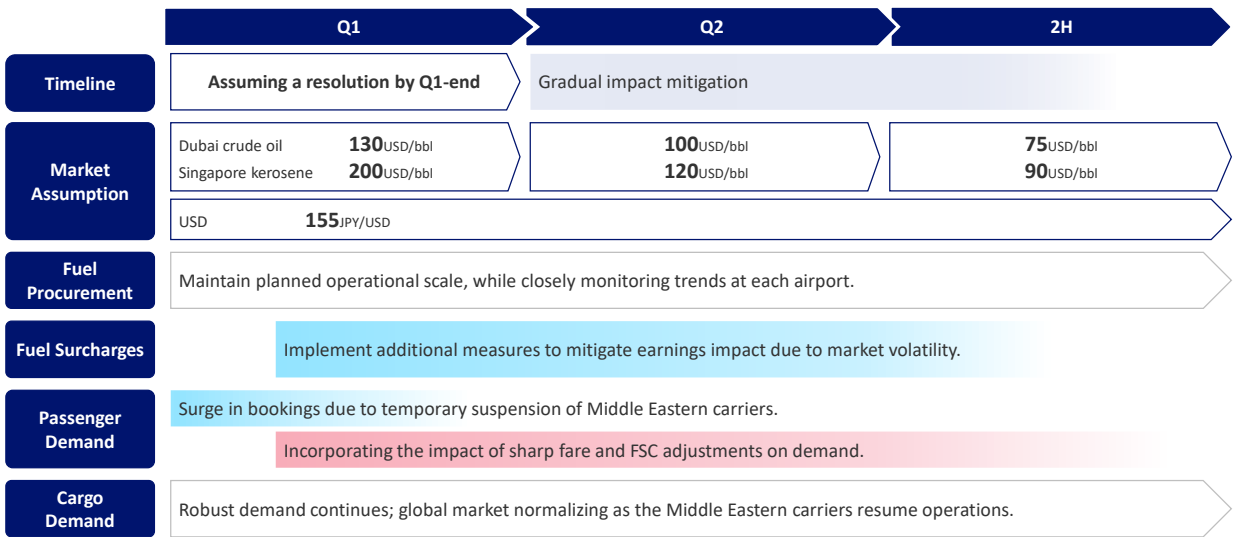 Q1 Q2 2H
Timeline
Assuming a resolution by Q1-end
Gradual impact mitigation
Market
Assumption
Dubai crude oil 130USD/bbl 100USD/bbl 75USD/bbl
Singapore kerosene 200USD/bbl 120USD/bbl 90USD/bbl
USD 155JPY/USD
Fuel
Procurement
Maintain planned operational scale, while closely monitoring trends at each airport.
Fuel Surcharges
Implement additional measures to mitigate earnings impact due to market volatility.
Passenger
Demand
Surge in bookings due to temporary suspension of Middle Eastern carriers.
Incorporating the impact of sharp fare and FSC adjustments on demand.
Cargo
Demand
Robust demand continues; global market normalizing as the Middle Eastern carriers resume operations.